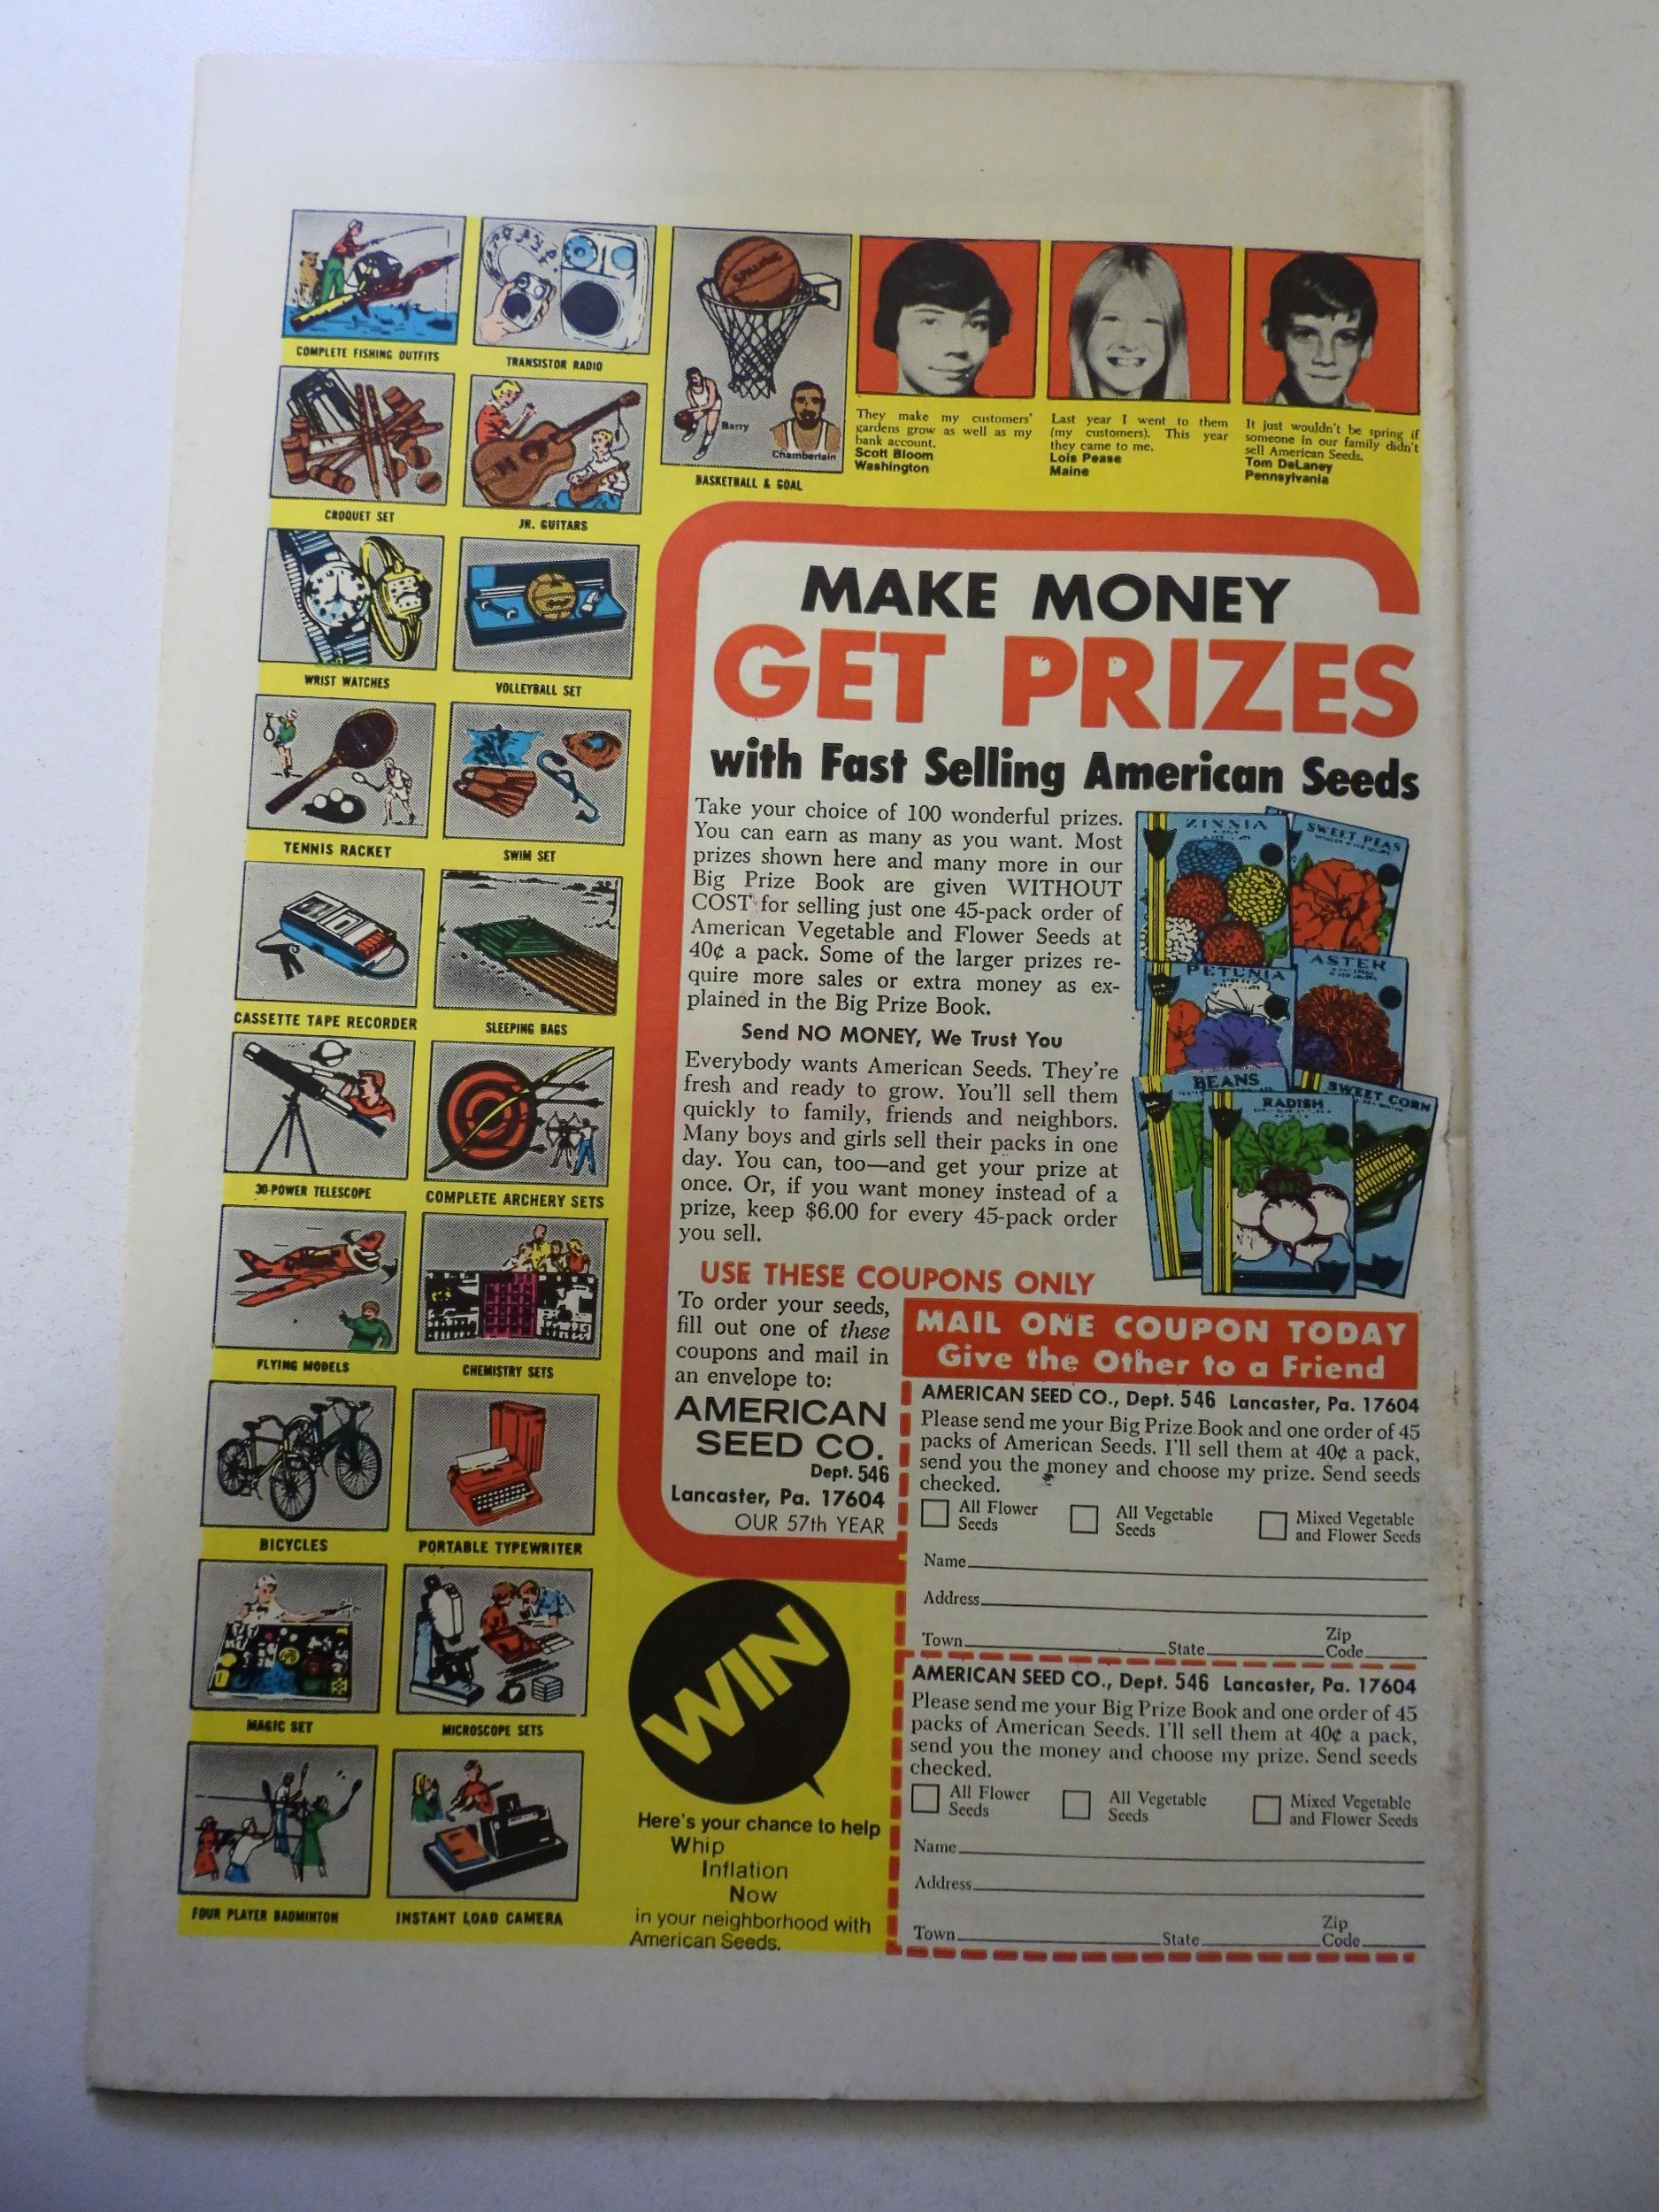 COMPLETE FISHING OUTFITS
TRANSISTOR RADIO
SPALDING
Barry
Chamberlain
BASKETBALL & GOAL
CROQUET SET
JR. GUITARS
WRIST WATCHES
VOLLEYBALL SET
TENNIS RACKET
SWIM SET
CASSETTE TAPE RECORDER
SLEEPING BAGS
30-POWER TELESCOPE
COMPLETE ARCHERY SETS
FLYING MODELS
CHEMISTRY SETS
BICYCLES
PORTABLE TYPEWRITER
MAGIC SET
MICROSCOPE SETS
FOUR PLAYER BADMINTON
INSTANT LOAD CAMERA
They make my customers'
gardens grow as well as my
bank account.
Scott Bloom
Washington
Last year I went to them
(my customers). This year
they came to me.
Lois Pease
Maine
It just wouldn't be spring if
someone in our family didn't
sell American Seeds.
Tom DeLaney
Pennsylvania
MAKE MONEY
GET PRIZES
with Fast Selling American Seeds
Take your choice of 100 wonderful prizes.
You can earn as many as you want. Most
prizes shown here and many more in our
Big Prize Book are given WITHOUT
COST for selling just one 45-pack order of
American Vegetable and Flower Seeds at
40¢ a pack. Some of the larger prizes re-
quire more sales or extra money as ex-
plained in the Big Prize Book.
Send NO MONEY, We Trust You
Everybody wants American Seeds. They're
fresh and ready to grow. You'll sell them
quickly to family, friends and neighbors.
Many boys and girls sell their packs in one
day. You can, too—and get your prize at
once. Or, if you want money instead of a
prize, keep $6.00 for every 45-pack order
you sell.
ZINNIA
SWEET PEAS
PETUNIA
ASTER
BEANS
RADISH
SWEET CORN
USE THESE COUPONS ONLY
To order your seeds,
fill out one of these
coupons and mail in
an envelope to:
AMERICAN
SEED CO.
Dept. 546
Lancaster, Pa. 17604
OUR 57th YEAR
MAIL ONE COUPON TODAY
Give the Other to a Friend
AMERICAN SEED CO., Dept. 546 Lancaster, Pa. 17604
Please send me your Big Prize Book and one order of 45
packs of American Seeds. I'll sell them at 40¢ a pack,
send you the money and choose my prize. Send seeds
checked.
All Flower
Seeds
All Vegetable
Seeds
Mixed Vegetable
and Flower Seeds
Name
Address
Town State Zip
Code
AMERICAN SEED CO., Dept. 546 Lancaster, Pa. 17604
Please send me your Big Prize Book and one order of 45
packs of American Seeds. I'll sell them at 40¢ a pack,
send you the money and choose my prize. Send seeds
checked.
All Flower
Seeds
All Vegetable
Seeds
Mixed Vegetable
and Flower Seeds
Name
Address
Town State Zip
Code
WIN
Here's your chance to help
Whip
Inflation
Now
in your neighborhood with
American Seeds.